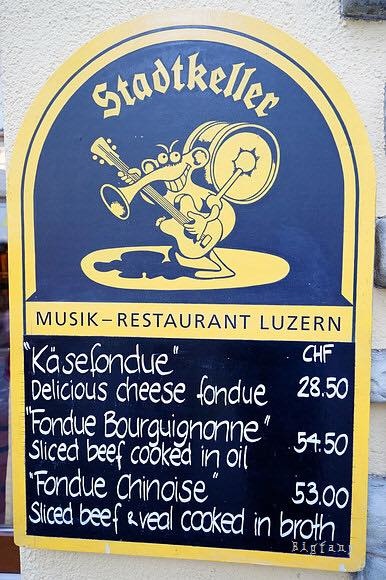 Stadtkeller
MUSIK-RESTAURANT LUZERN
"Käsefondue" CHF
Delicious cheese fondue 28.50
"Fondue Bourguignonne"
Sliced beef cooked in oil 54.50
"Fondue Chinoise" 53.00
Sliced beef & veal cooked in broth
Bigfang